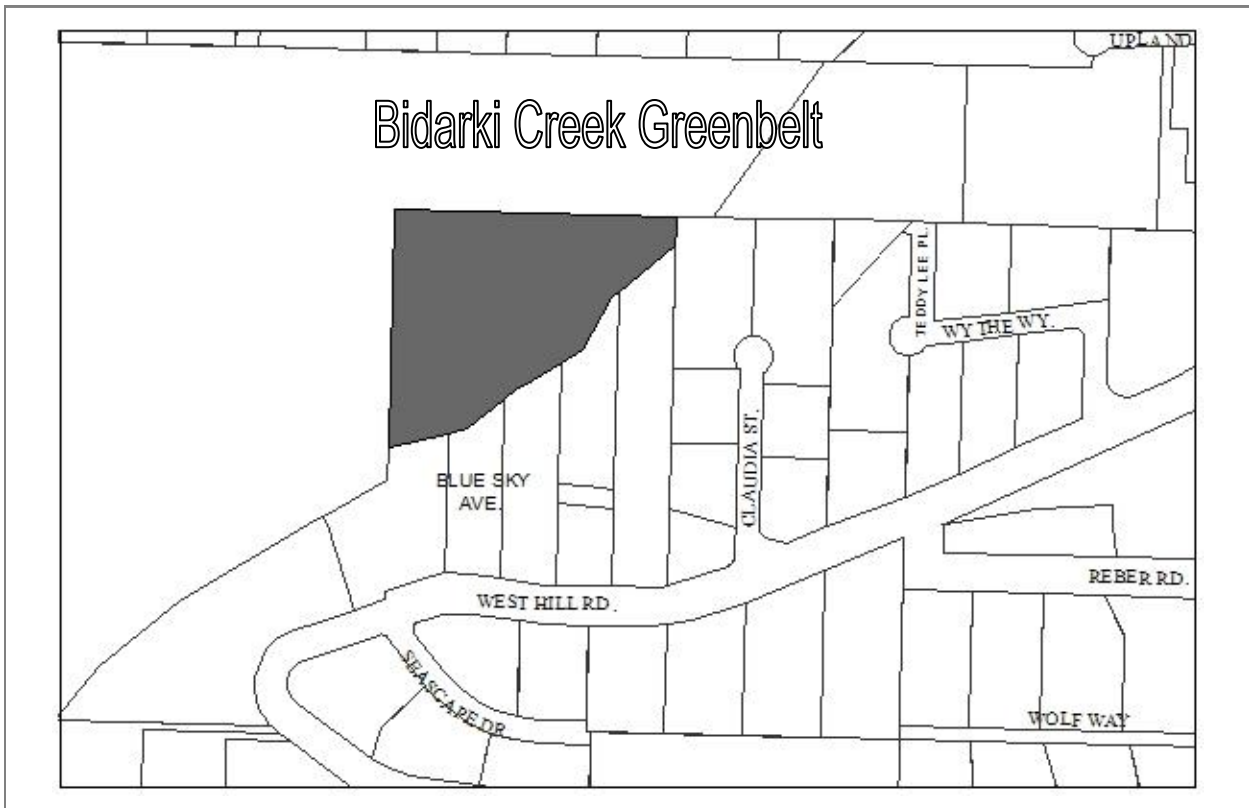 UPLAND
Bidarki Creek Greenbelt
TEDDY LEE PL.
WYTHE WY.
CLAUDIA ST.
BLUE SKY
AVE.
REBER RD.
WEST HILL RD.
SEASCAPE DR
WOLF WAY